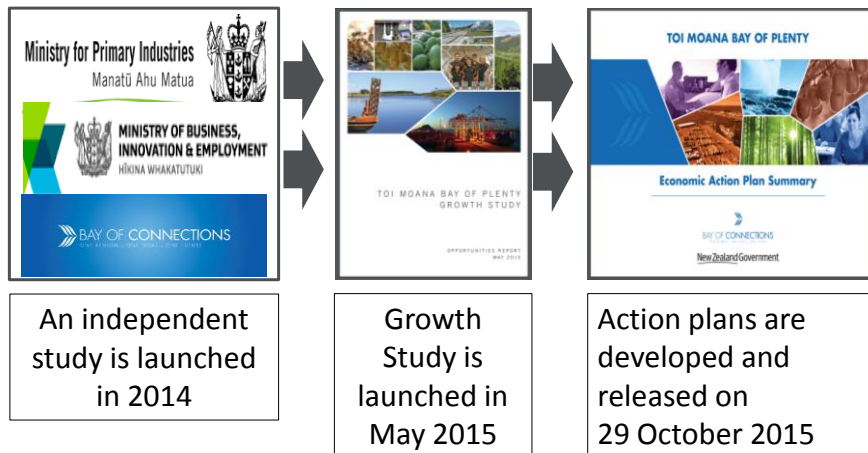 Ministry for Primary Industries
Manatū Ahu Matua
MINISTRY OF BUSINESS,
INNOVATION & EMPLOYMENT
HĪKINA WHAKATUTUKI
BAY OF CONNECTIONS
An independent
study is launched
in 2014
TOI MOANA BAY OF PLENTY
GROWTH STUDY
OPPORTUNITIES REPORT
MAY 2015
Growth
Study is
launched in
May 2015
TOI MOANA BAY OF PLENTY
Economic Action Plan Summary
BAY OF CONNECTIONS
New Zealand Government
Action plans are
developed and
released on
29 October 2015